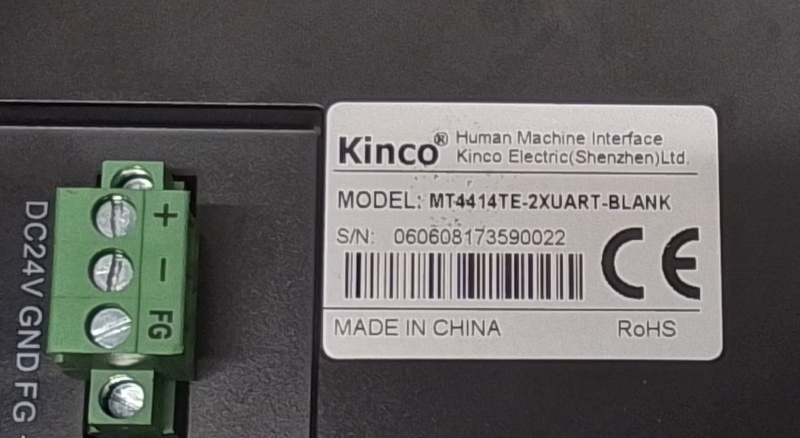 Kinco® Human Machine Interface
Kinco Electric(Shenzhen)Ltd.
MODEL: MT4414TE-2XUART-BLANK
S/N: 060608173590022
CE
MADE IN CHINA RoHS
+
-
FG
DC24V GND FG